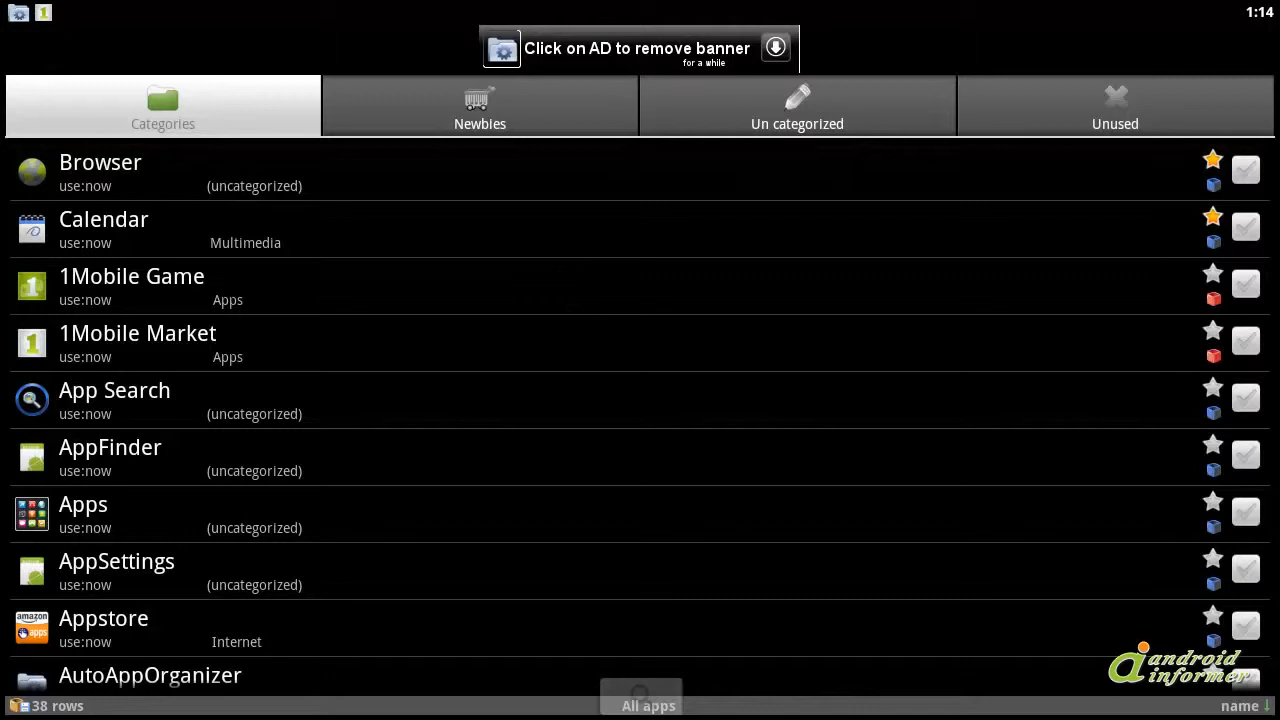 1:14
Click on AD to remove banner
for a while
Categories
Newbies
Un categorized
Unused
Browser
use:now (uncategorized)
Calendar
use:now Multimedia
1Mobile Game
use:now Apps
1Mobile Market
use:now Apps
App Search
use:now (uncategorized)
AppFinder
use:now (uncategorized)
Apps
use:now (uncategorized)
AppSettings
use:now (uncategorized)
amazon
apps
Appstore
use:now Internet
AutoAppOrganizer
android
informer
38 rows
All apps
name